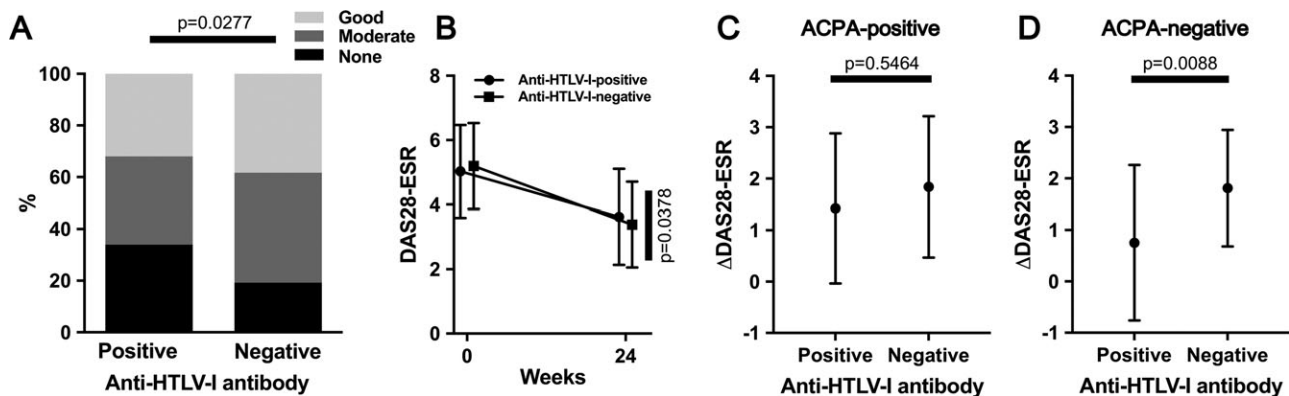 A
p=0.0277
Good
Moderate
None
100
80
60
40
20
0
%
Positive Negative
Anti-HTLV-I antibody
B
Anti-HTLV-I-positive
Anti-HTLV-I-negative
8
6
4
2
0
DAS28-ESR
p=0.0378
0 24
Weeks
C
ACPA-positive
p=0.5464
4
3
2
1
0
-1
ΔDAS28-ESR
Positive Negative
Anti-HTLV-I antibody
D
ACPA-negative
p=0.0088
4
3
2
1
0
-1
ΔDAS28-ESR
Positive Negative
Anti-HTLV-I antibody